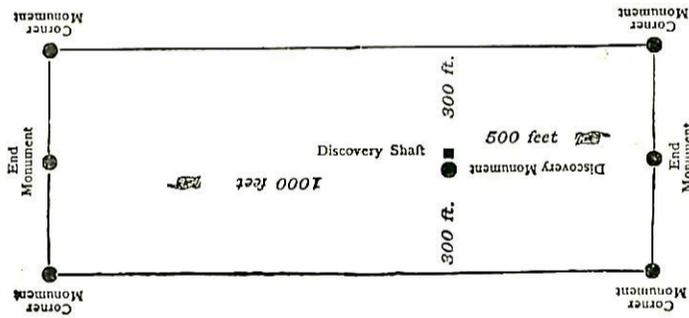 Corner
Monument
Corner
Monument
300 ft.
500 feet
End
Monument
Discovery Shaft
Discovery Monument
End
Monument
1000 feet
300 ft.
Corner
Monument
Corner
Monument